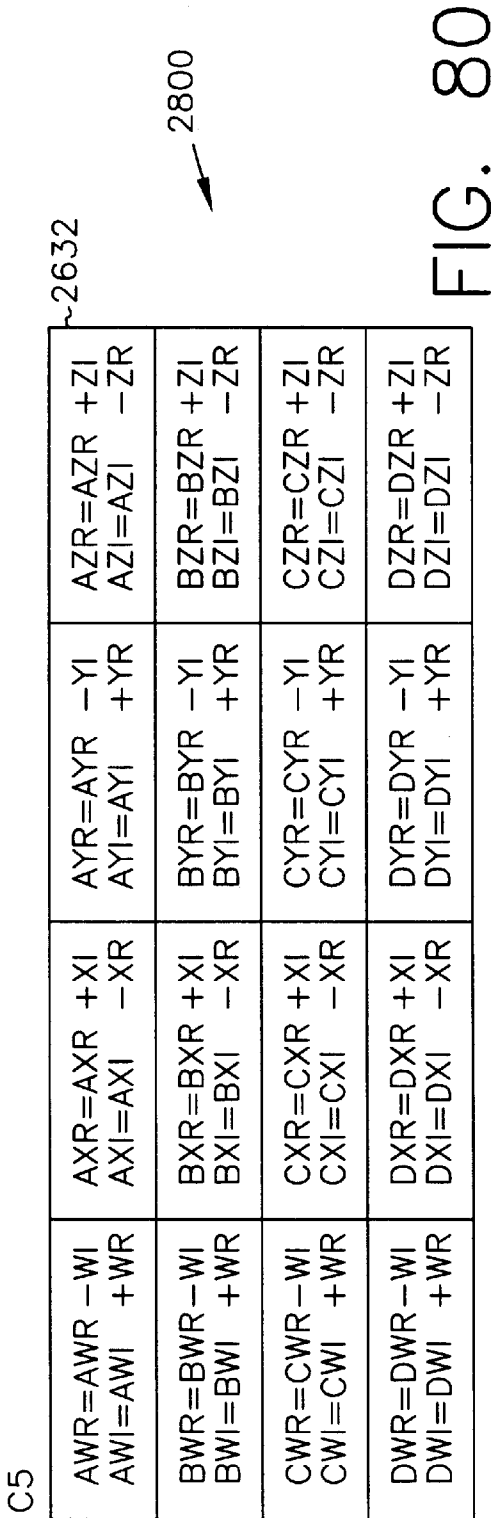 C5
2632
2800
AWR=AWR-WI
AWI=AWI +WR
AXR=AXR +XI
AXI=AXI -XR
AYR=AYR -YI
AYI=AYI +YR
AZR=AZR +ZI
AZI=AZI -ZR
BWR=BWR-WI
BWI=BWI +WR
BXR=BXR +XI
BXI=BXI -XR
BYR=BYR -YI
BYI=BYI +YR
BZR=BZR +ZI
BZI=BZI -ZR
CWR=CWR-WI
CWI=CWI +WR
CXR=CXR +XI
CXI=CXI -XR
CYR=CYR -YI
CYI=CYI +YR
CZR=CZR +ZI
CZI=CZI -ZR
DWR=DWR-WI
DWI=DWI +WR
DXR=DXR +XI
DXI=DXI -XR
DYR=DYR -YI
DYI=DYI +YR
DZR=DZR +ZI
DZI=DZI -ZR
FIG. 80